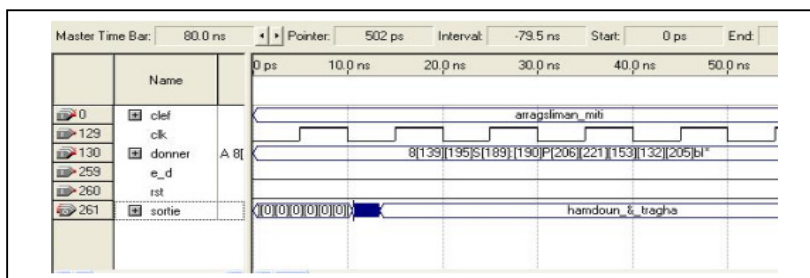 Master Time Bar: 80.0 ns Pointer: 502 ps Interval: -79.5 ns Start: 0 ps End:
Name
0 ps 10.0 ns 20.0 ns 30.0 ns 40.0 ns 50.0 ns
0 clef arragsliman_miti
129 clk
130 donner A 8[ 8[139][195]S[189]:[190]P[206][221][153][132][205]bl"
259 e_d
260 rst
261 sortie [0][0][0][0][0][0] hamdoun_&_tragha